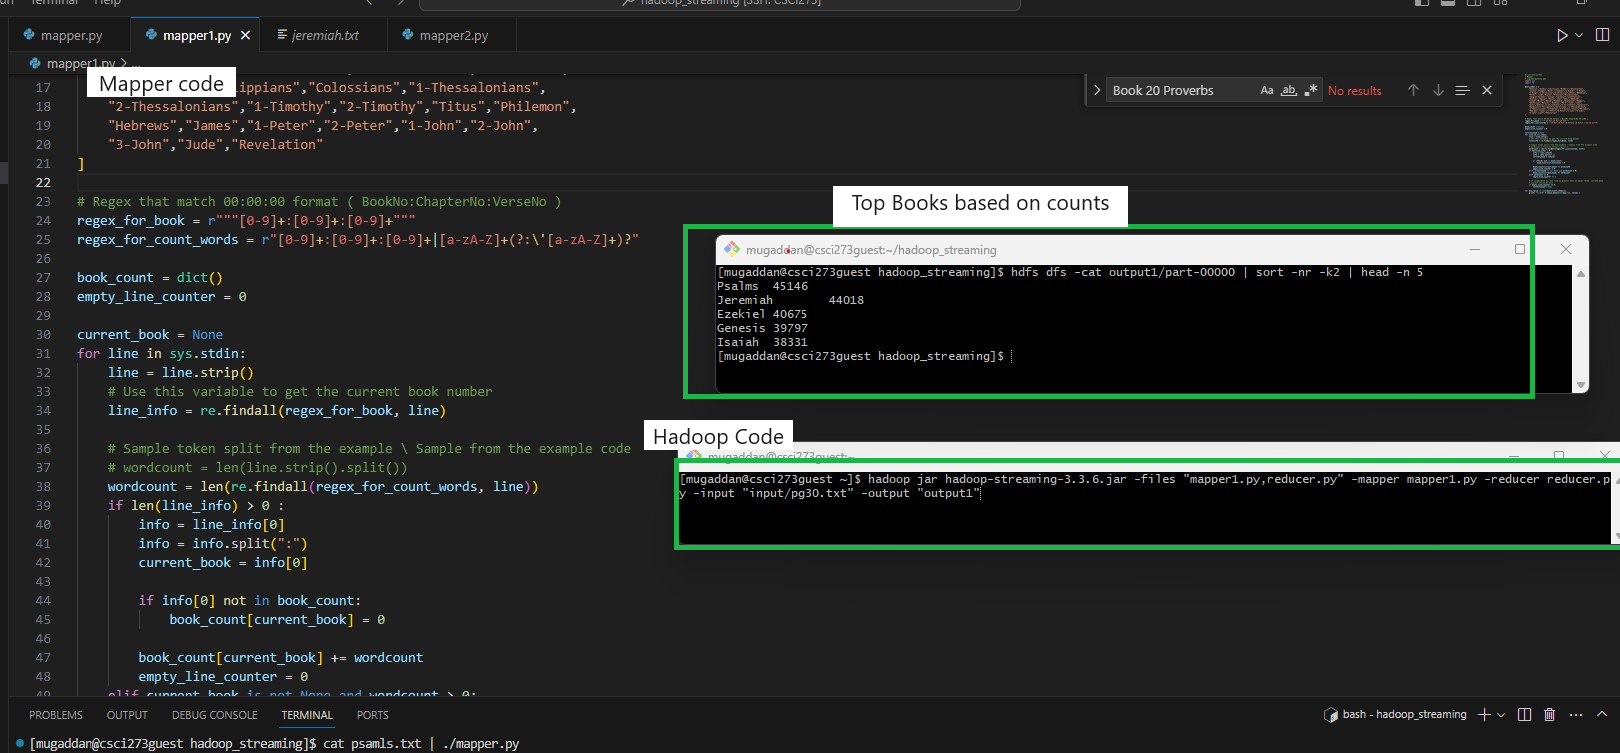 Terminal Help
hadoop_streaming [SSH: CSCI273]
mapper.py
mapper1.py
jeremiah.txt
mapper2.py
mapper1.py > ...
Mapper code
17 ippians","Colossians","1-Thessalonians",
18 "2-Thessalonians","1-Timothy","2-Timothy","Titus","Philemon",
19 "Hebrews","James","1-Peter","2-Peter","1-John","2-John",
20 "3-John","Jude","Revelation"
21 ]
22
23 # Regex that match 00:00:00 format ( BookNo:ChapterNo:VerseNo )
24 regex_for_book = r"""[0-9]+:[0-9]+:[0-9]+"""
25 regex_for_count_words = r"[0-9]+:[0-9]+:[0-9]+|[a-zA-Z]+(?:\'[a-zA-Z]+)?"
26
27 book_count = dict()
28 empty_line_counter = 0
29
30 current_book = None
31 for line in sys.stdin:
32 line = line.strip()
33 # Use this variable to get the current book number
34 line_info = re.findall(regex_for_book, line)
35
36 # Sample token split from the example \ Sample from the example code
37 # wordcount = len(line.strip().split())
38 wordcount = len(re.findall(regex_for_count_words, line))
39 if len(line_info) > 0 :
40 info = line_info[0]
41 info = info.split(":")
42 current_book = info[0]
43
44 if info[0] not in book_count:
45 book_count[current_book] = 0
46
47 book_count[current_book] += wordcount
48 empty_line_counter = 0
49 elif current_book is not None and wordcount > 0:
Book 20 Proverbs
Aa ab
No results
Top Books based on counts
mugaddan@csci273guest:~/hadoop_streaming
[mugaddan@csci273guest hadoop_streaming]$ hdfs dfs -cat output1/part-00000 | sort -nr -k2 | head -n 5
Psalms 45146
Jeremiah 44018
Ezekiel 40675
Genesis 39797
Isaiah 38331
[mugaddan@csci273guest hadoop_streaming]$
Hadoop Code
mugaddan@csci273guest:~
[mugaddan@csci273guest ~]$ hadoop jar hadoop-streaming-3.3.6.jar -files "mapper1.py,reducer.py" -mapper mapper1.py -reducer reducer.p
y -input "input/pg30.txt" -output "output1"
PROBLEMS OUTPUT DEBUG CONSOLE TERMINAL PORTS
bash - hadoop_streaming
[mugaddan@csci273guest hadoop_streaming]$ cat psamls.txt | ./mapper.py